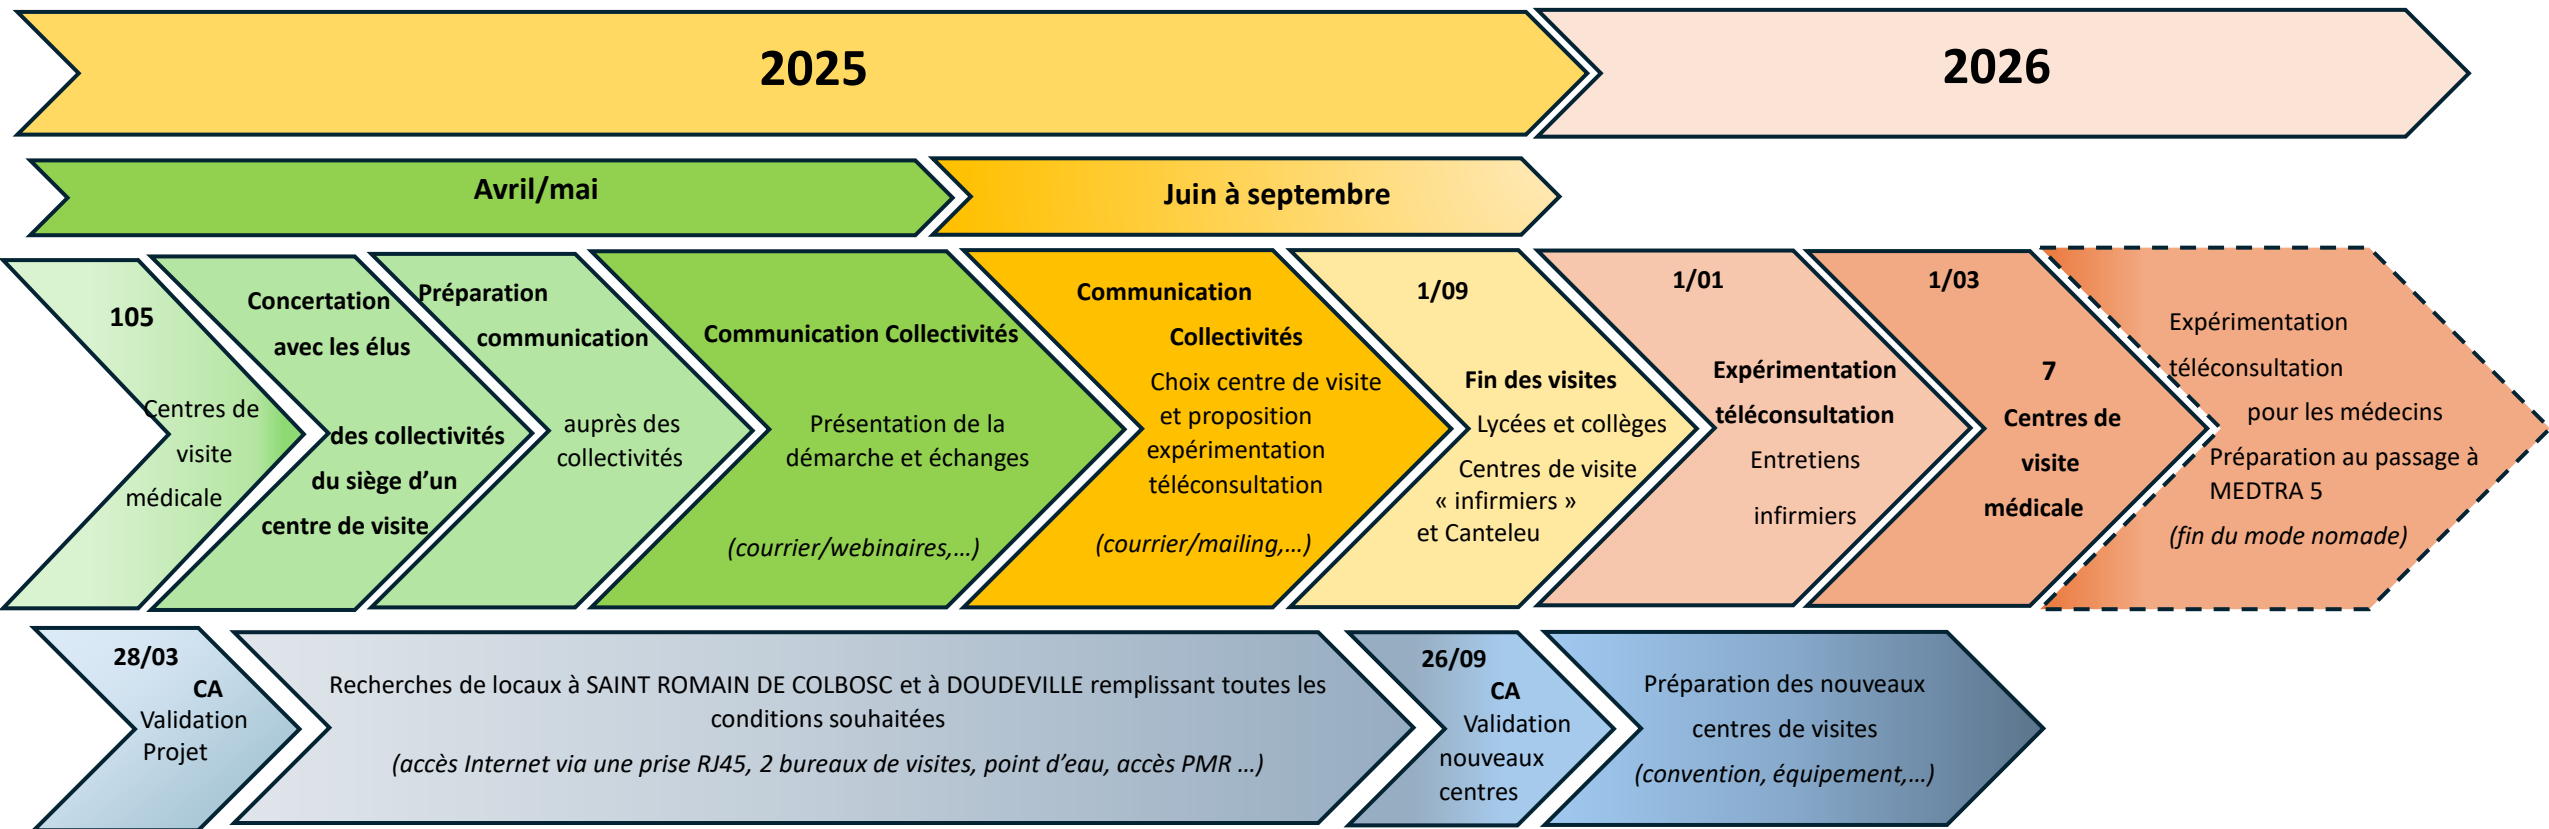 2025
2026
Avril/mai
Juin à septembre
105
Centres de
visite
médicale
Concertation
avec les élus
des collectivités
du siège d’un
centre de visite
Préparation
communication
auprès des
collectivités
Communication Collectivités
Présentation de la
démarche et échanges
(courrier/webinaires,…)
Communication
Collectivités
Choix centre de visite
et proposition
expérimentation
téléconsultation
(courrier/mailing,…)
1/09
Fin des visites
Lycées et collèges
Centres de visite
« infirmiers »
et Canteleu
1/01
Expérimentation
téléconsultation
Entretiens
infirmiers
1/03
7
Centres de
visite
médicale
Expérimentation
téléconsultation
pour les médecins
Préparation au passage à
MEDTRA 5
(fin du mode nomade)
28/03
CA
Validation
Projet
Recherches de locaux à SAINT ROMAIN DE COLBOSC et à DOUDEVILLE remplissant toutes les
conditions souhaitées
(accès Internet via une prise RJ45, 2 bureaux de visites, point d’eau, accès PMR …)
26/09
CA
Validation
nouveaux
centres
Préparation des nouveaux
centres de visites
(convention, équipement,…)